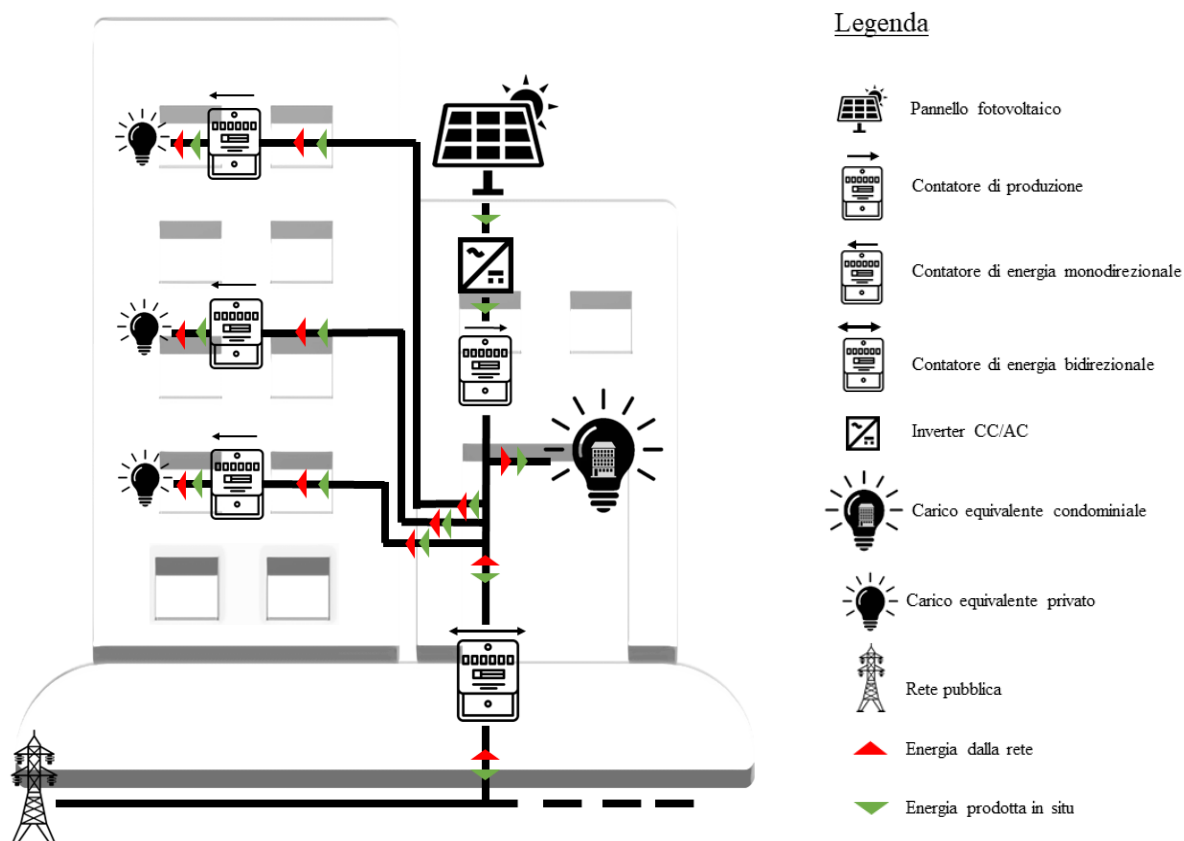 Legenda
Pannello fotovoltaico
Contatore di produzione
Contatore di energia monodirezionale
Contatore di energia bidirezionale
Inverter CC/AC
Carico equivalente condominiale
Carico equivalente privato
Rete pubblica
Energia dalla rete
Energia prodotta in situ